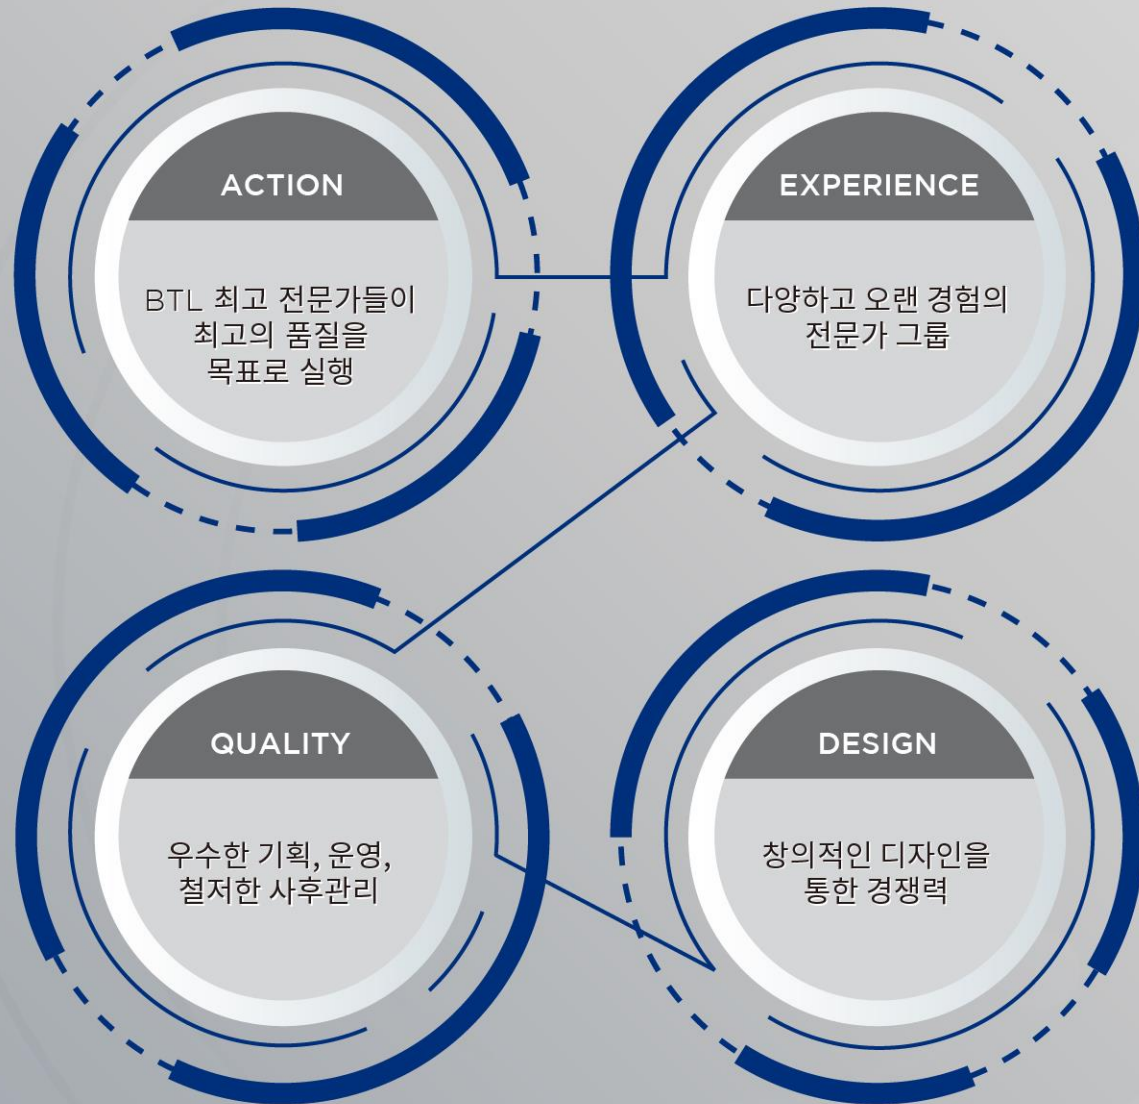 ACTION
BTL 최고 전문가들이
최고의 품질을
목표로 실행
EXPERIENCE
다양하고 오랜 경험의
전문가 그룹
QUALITY
우수한 기획, 운영,
철저한 사후관리
DESIGN
창의적인 디자인을
통한 경쟁력